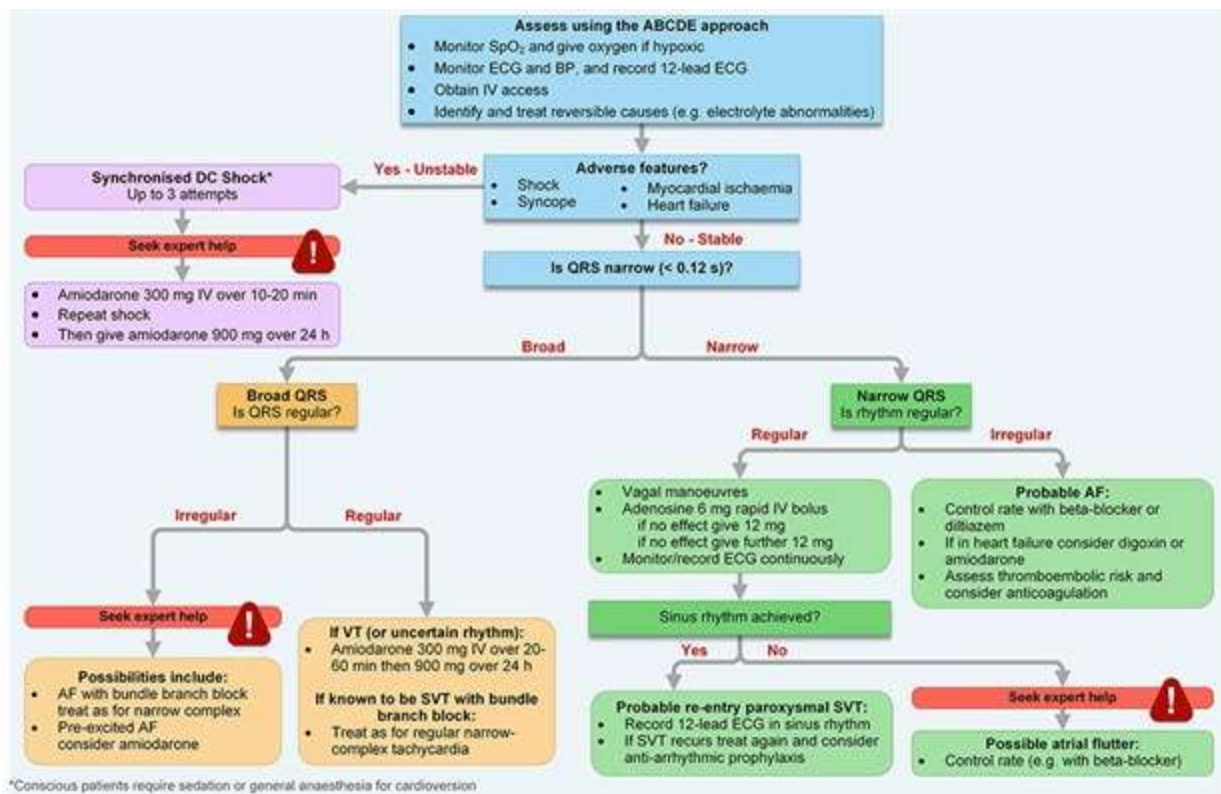 Assess using the ABCDE approach
• Monitor SpO₂ and give oxygen if hypoxic
• Monitor ECG and BP, and record 12-lead ECG
• Obtain IV access
• Identify and treat reversible causes (e.g. electrolyte abnormalities)
Yes - Unstable
Adverse features?
• Shock
• Syncope
• Myocardial ischaemia
• Heart failure
Synchronised DC Shock*
Up to 3 attempts
Seek expert help
!
• Amiodarone 300 mg IV over 10-20 min
• Repeat shock
• Then give amiodarone 900 mg over 24 h
No - Stable
Is QRS narrow (< 0.12 s)?
Broad
Narrow
Broad QRS
Is QRS regular?
Narrow QRS
Is rhythm regular?
Irregular
Regular
Regular
Irregular
Seek expert help
!
Possibilities include:
• AF with bundle branch block
treat as for narrow complex
• Pre-excited AF
consider amiodarone
If VT (or uncertain rhythm):
• Amiodarone 300 mg IV over 20-
60 min then 900 mg over 24 h
If known to be SVT with bundle
branch block:
• Treat as for regular narrow-
complex tachycardia
• Vagal manoeuvres
• Adenosine 6 mg rapid IV bolus
if no effect give 12 mg
if no effect give further 12 mg
• Monitor/record ECG continuously
Probable AF:
• Control rate with beta-blocker or
diltiazem
• If in heart failure consider digoxin or
amiodarone
• Assess thromboembolic risk and
consider anticoagulation
Sinus rhythm achieved?
Yes
No
Probable re-entry paroxysmal SVT:
• Record 12-lead ECG in sinus rhythm
• If SVT recurs treat again and consider
anti-arrhythmic prophylaxis
Seek expert help
!
Possible atrial flutter:
• Control rate (e.g. with beta-blocker)
*Conscious patients require sedation or general anaesthesia for cardioversion